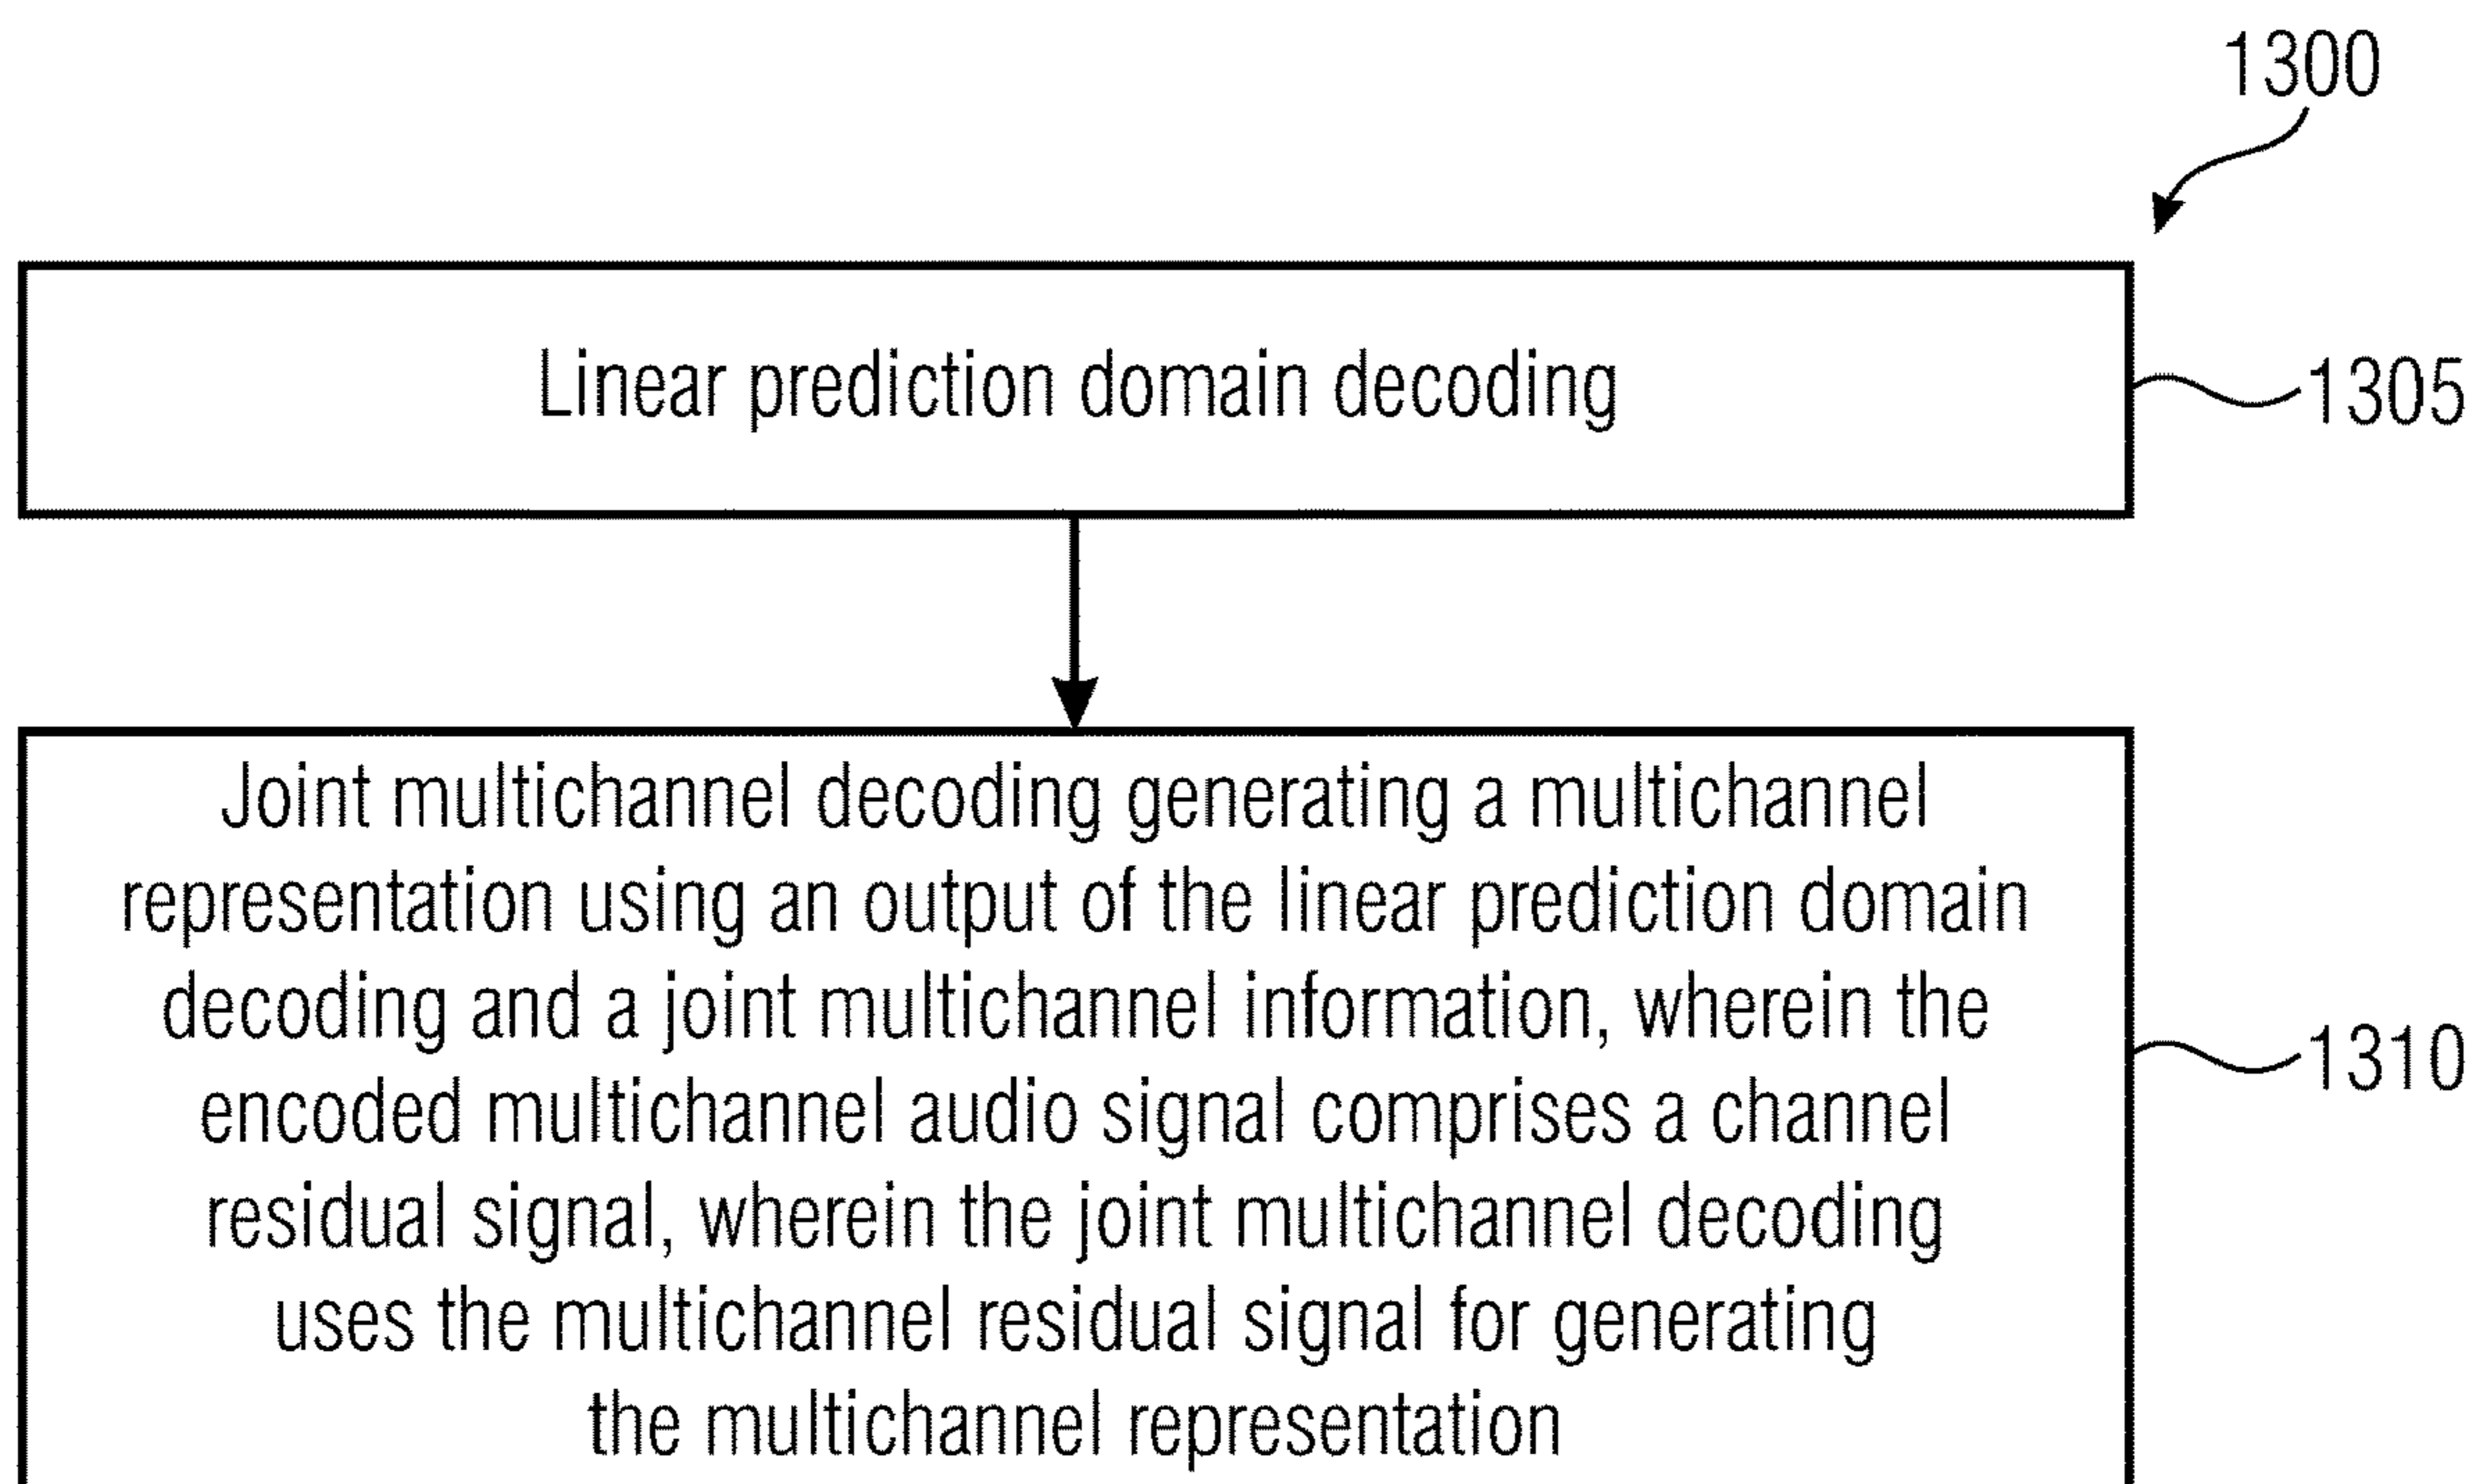 1300
Linear prediction domain decoding
1305
Joint multichannel decoding generating a multichannel
representation using an output of the linear prediction domain
decoding and a joint multichannel information, wherein the
encoded multichannel audio signal comprises a channel
residual signal, wherein the joint multichannel decoding
uses the multichannel residual signal for generating
the multichannel representation
1310